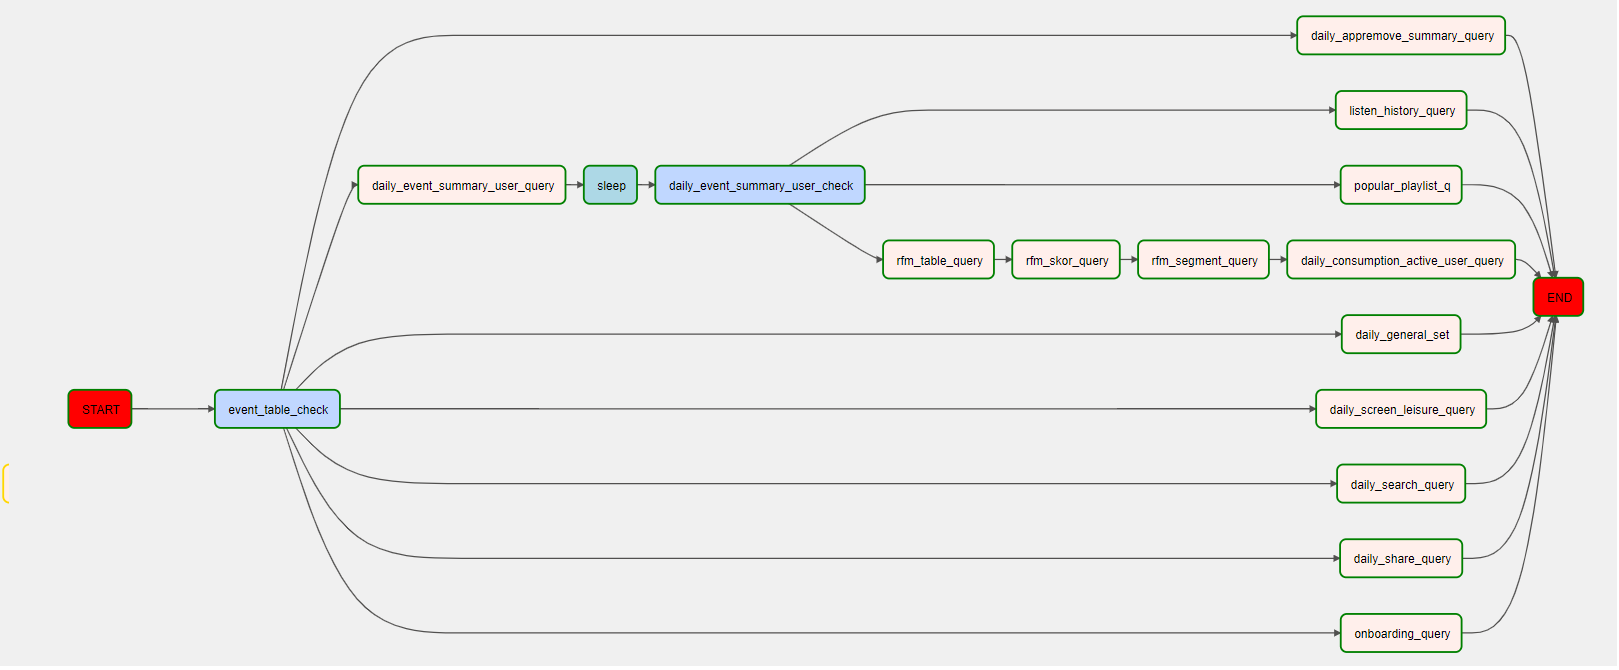 daily_appremove_summary_query
listen_history_query
daily_event_summary_user_query
sleep
daily_event_summary_user_check
popular_playlist_q
rfm_table_query
rfm_skor_query
rfm_segment_query
daily_consumption_active_user_query
END
daily_general_set
START
event_table_check
daily_screen_leisure_query
daily_search_query
daily_share_query
onboarding_query